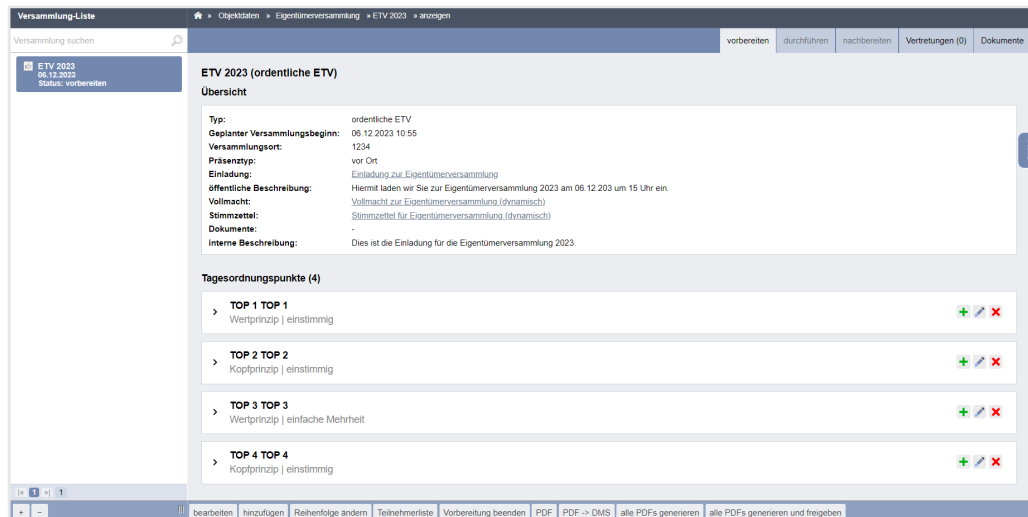 Versammlung-Liste
» Objektdaten » Eigentümerversammlung » ETV 2023 » anzeigen
Versammlung suchen
vorbereiten durchführen nachbereiten Vertretungen (0) Dokumente
ETV 2023
06.12.2023
Status: vorbereiten
ETV 2023 (ordentliche ETV)
Übersicht
Typ: ordentliche ETV
Geplanter Versammlungsbeginn: 06.12.2023 10:55
Versammlungsort: 1234
Präsenztyp: vor Ort
Einladung: Einladung zur Eigentümerversammlung
öffentliche Beschreibung: Hiermit laden wir Sie zur Eigentümerversammlung 2023 am 06.12.203 um 15 Uhr ein.
Vollmacht: Vollmacht zur Eigentümerversammlung (dynamisch)
Stimmzettel: Stimmzettel für Eigentümerversammlung (dynamisch)
Dokumente: -
interne Beschreibung: Dies ist die Einladung für die Eigentümerversammlung 2023.
Tagesordnungspunkte (4)
TOP 1 TOP 1
Wertprinzip | einstimmig
TOP 2 TOP 2
Kopfprinzip | einstimmig
TOP 3 TOP 3
Wertprinzip | einfache Mehrheit
TOP 4 TOP 4
Kopfprinzip | einstimmig
|< 1 >| 1
+ - bearbeiten hinzufügen Reihenfolge ändern Teilnehmerliste Vorbereitung beenden PDF PDF -> DMS alle PDFs generieren alle PDFs generieren und freigeben